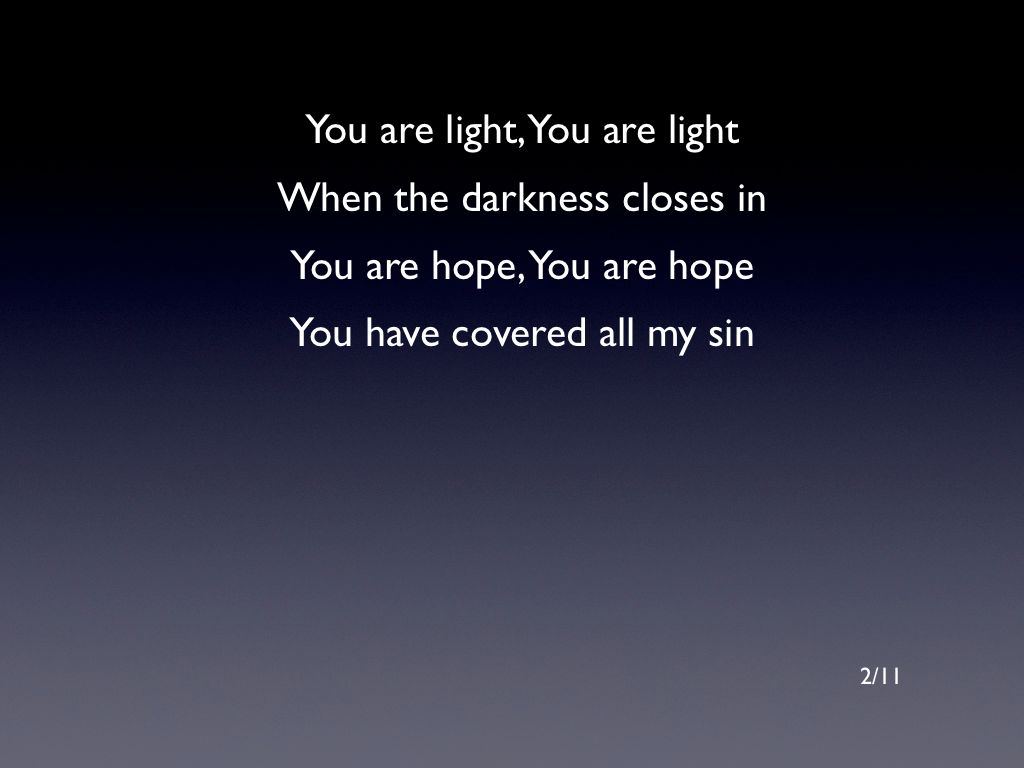 You are light, You are light
When the darkness closes in
You are hope, You are hope
You have covered all my sin
2/11